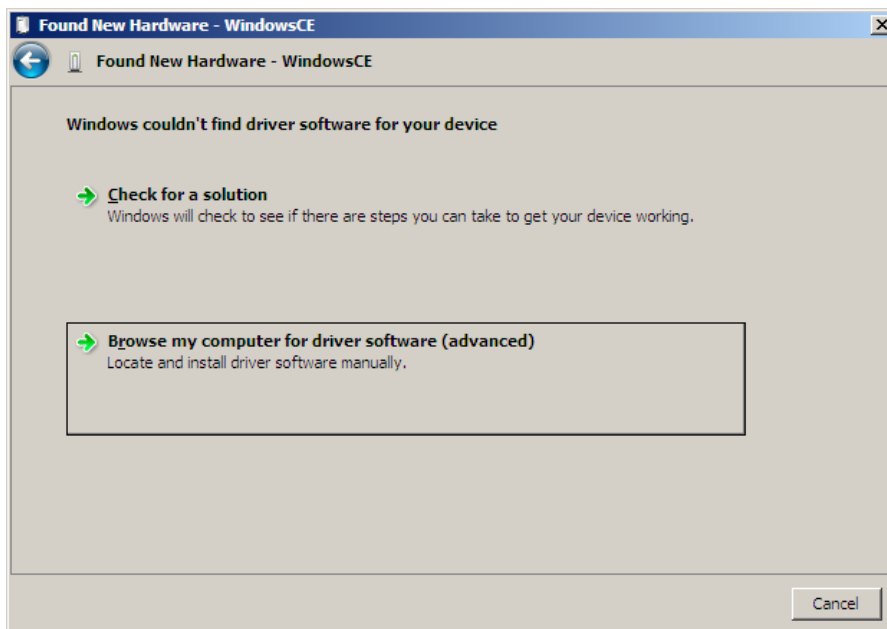 Found New Hardware - WindowsCE
Found New Hardware - WindowsCE
Windows couldn't find driver software for your device
Check for a solution
Windows will check to see if there are steps you can take to get your device working.
Browse my computer for driver software (advanced)
Locate and install driver software manually.
Cancel